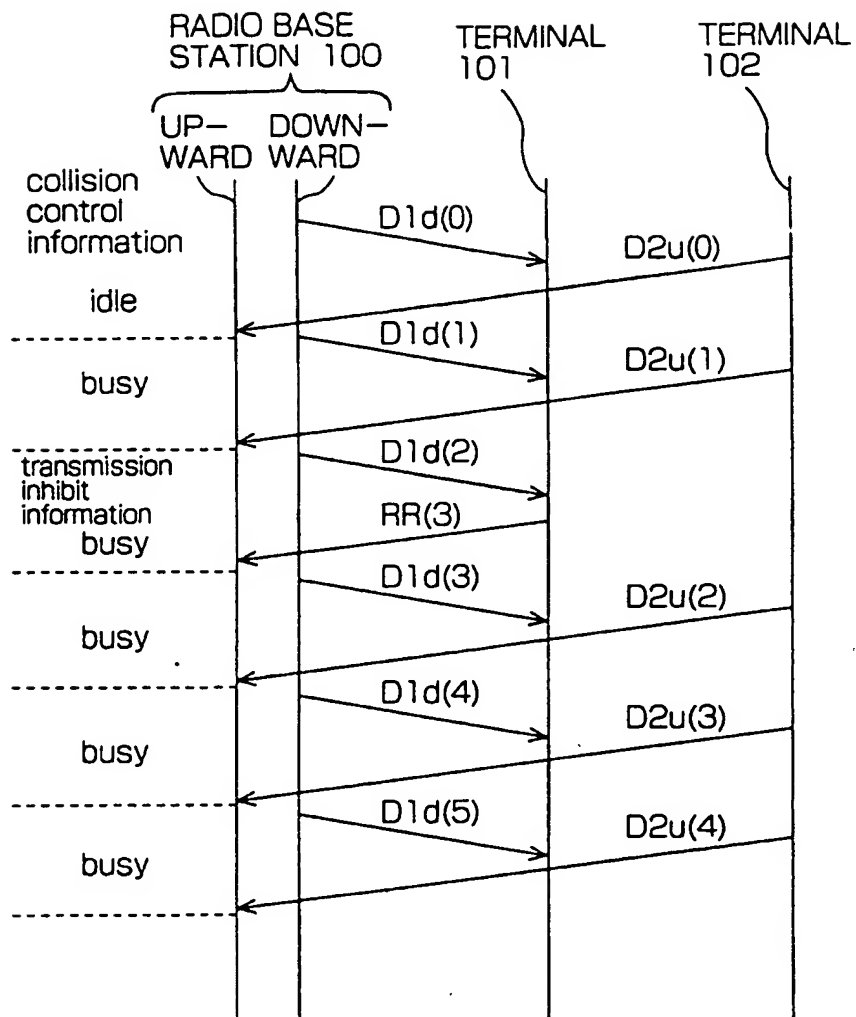 RADIO BASE
STATION 100
TERMINAL
101
TERMINAL
102
UP-
WARD
DOWN-
WARD
collision
control
information
D1d(0)
D2u(0)
idle
D1d(1)
D2u(1)
busy
D1d(2)
transmission
inhibit
information
RR(3)
busy
D1d(3)
D2u(2)
busy
D1d(4)
D2u(3)
busy
D1d(5)
D2u(4)
busy